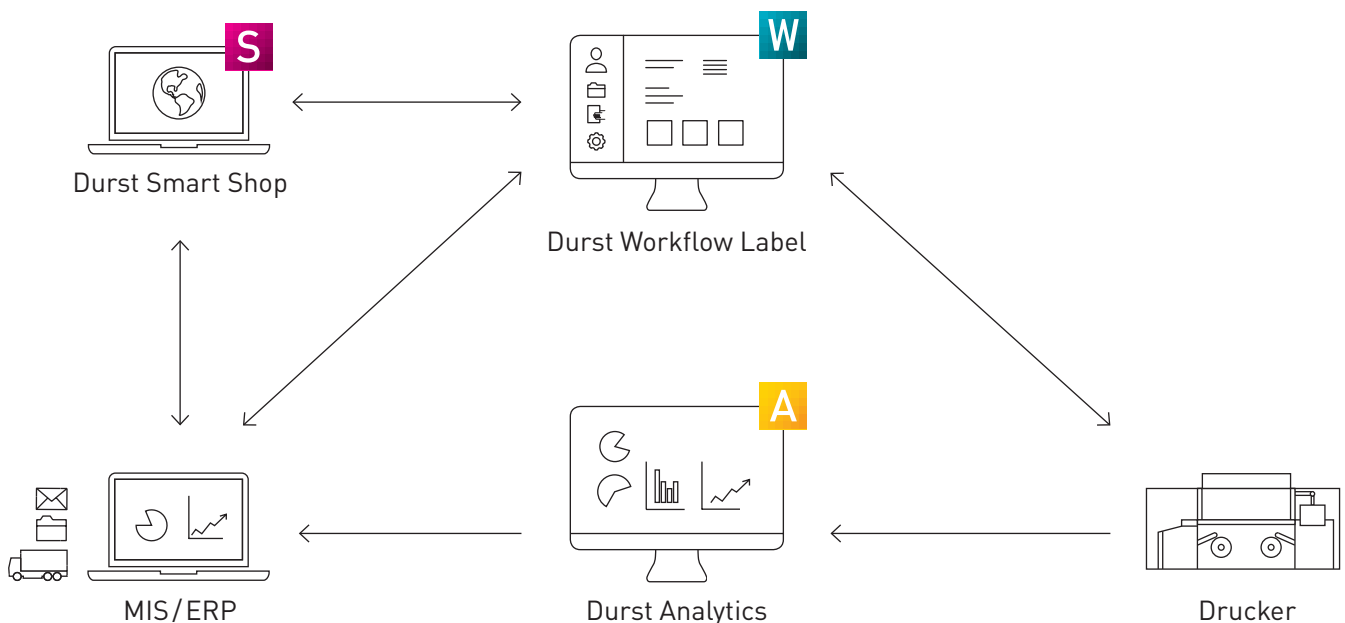 S
W
Durst Smart Shop
Durst Workflow Label
A
MIS/ERP
Durst Analytics
Drucker